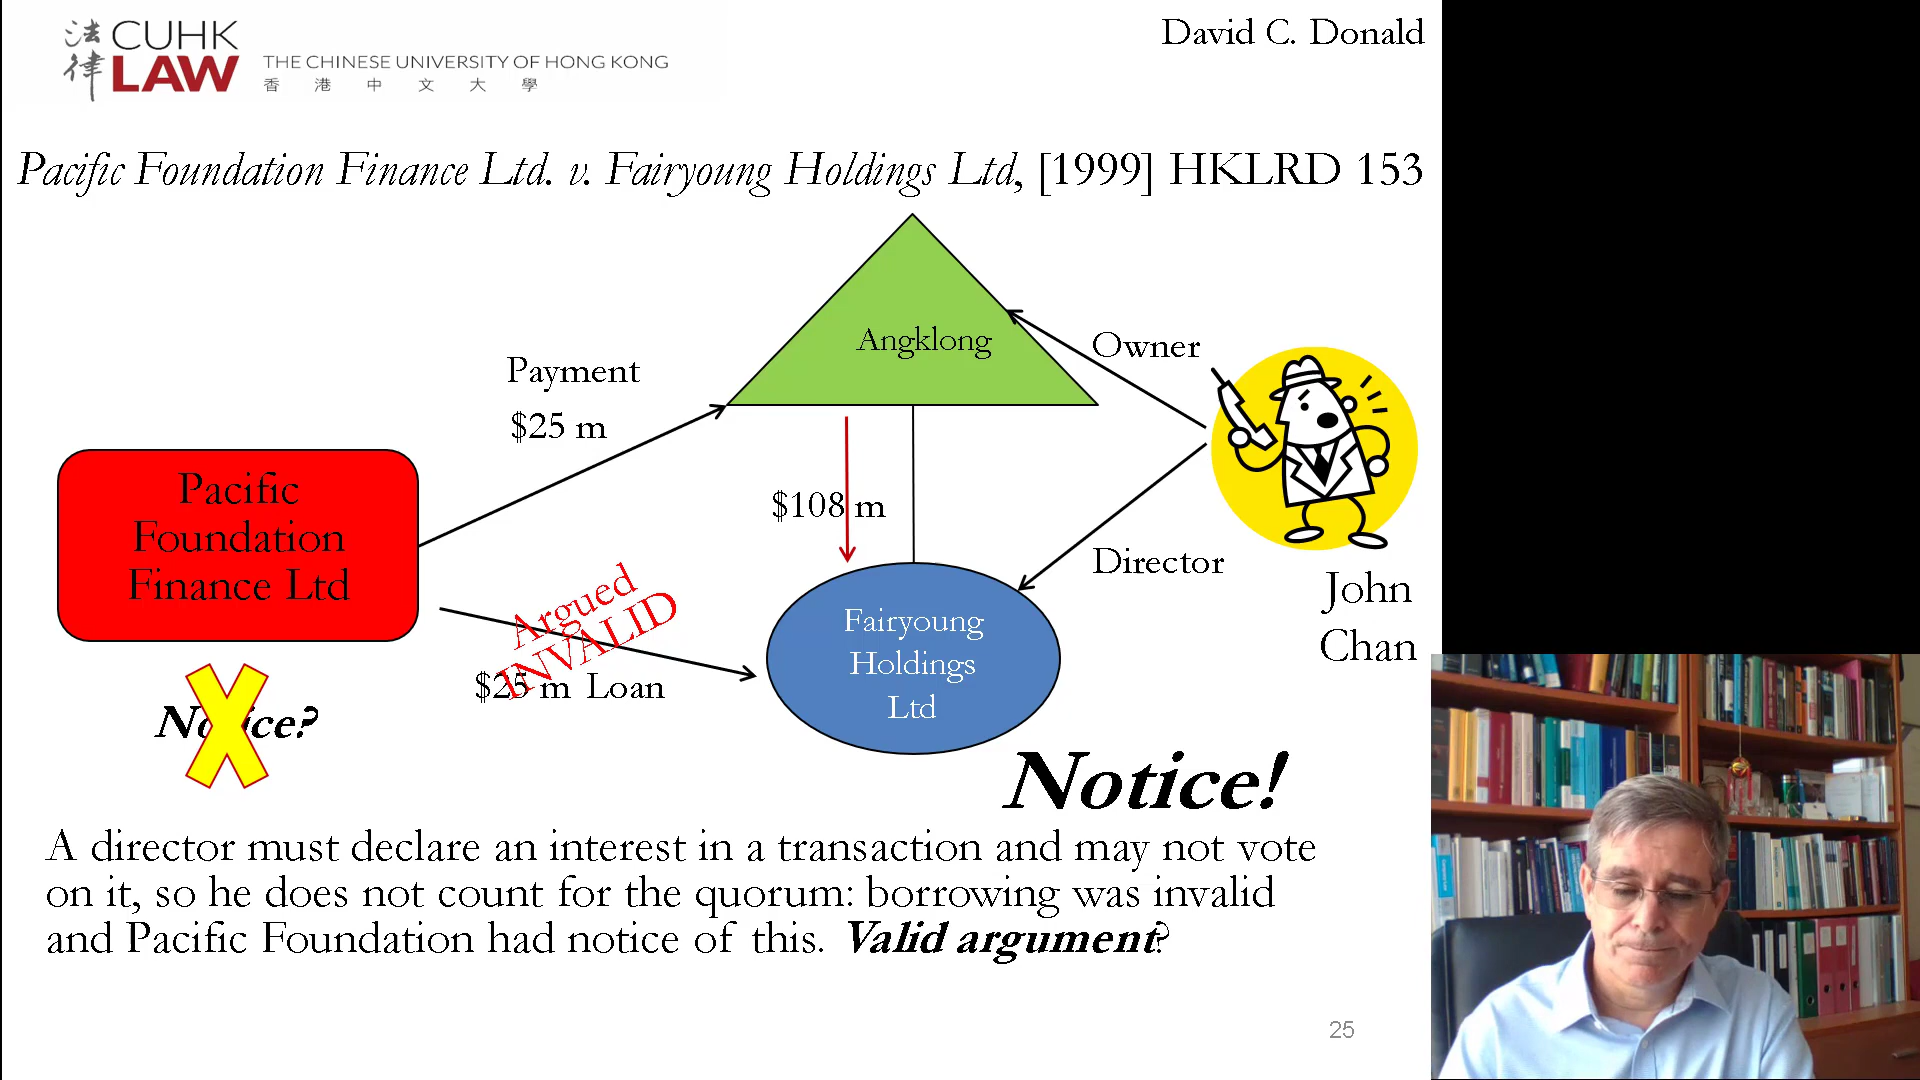 法律 CUHK LAW
THE CHINESE UNIVERSITY OF HONG KONG
香 港 中 文 大 學
David C. Donald
Pacific Foundation Finance Ltd. v. Fairyoung Holdings Ltd, [1999] HKLRD 153
Angklong
Owner
Payment
$25 m
Pacific
Foundation
Finance Ltd
$108 m
Director
John
Chan
Argued
INVALID
$25 m Loan
Fairyoung
Holdings
Ltd
Notice?
Notice!
A director must declare an interest in a transaction and may not vote
on it, so he does not count for the quorum: borrowing was invalid
and Pacific Foundation had notice of this. Valid argument?
25